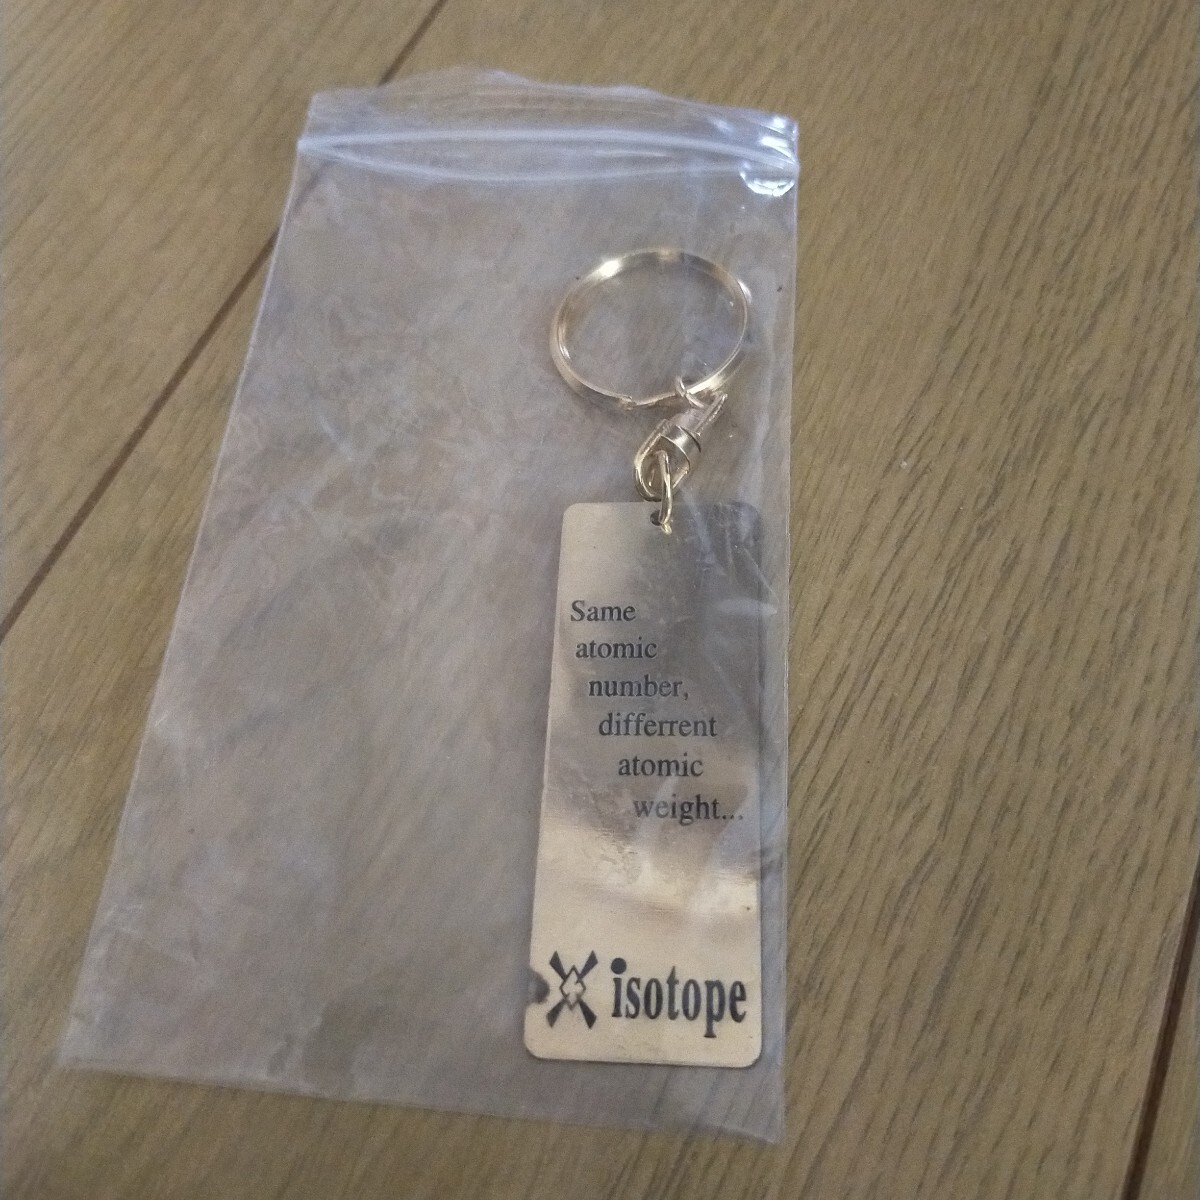 Same
atomic
number,
differrent
atomic
weight...
isotope